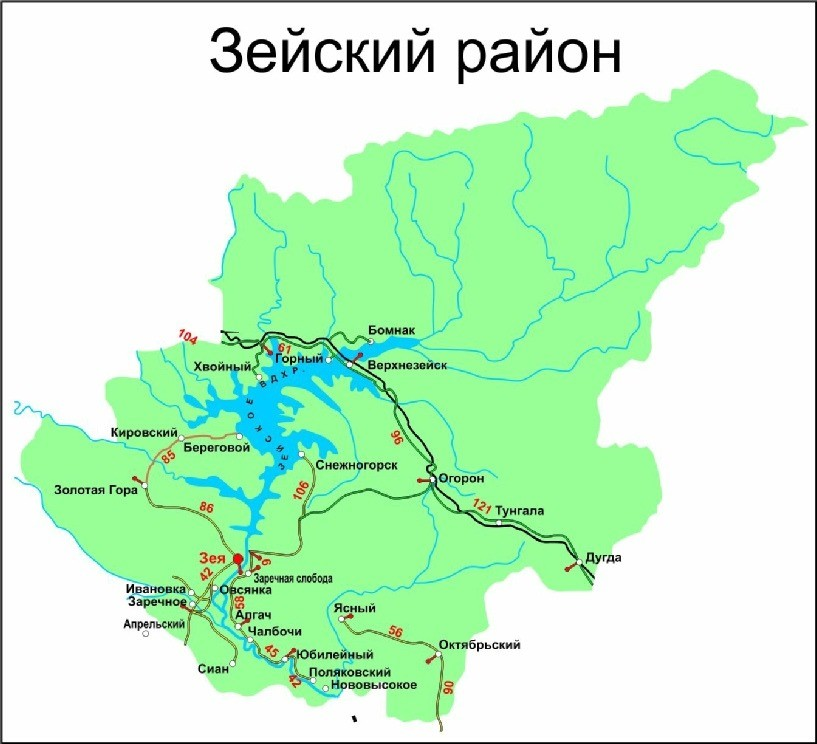 Зейский район
104
61
Бомнак
Горный
Верхнезейск
Хвойный
ЗЕЙСКОЕ ВДХР.
96
Кировский
Береговой
85
Снежногорск
Золотая Гора
106
Огорон
86
121
Тунгала
Зея
6
Дугда
42
Заречная слобода
Ивановка
Овсянка
Заречное
58
Ясный
Алгач
Апрельский
Чалбочи
56
45
Октябрьский
Юбилейный
Сиан
Поляковский
42
Нововысокое
90